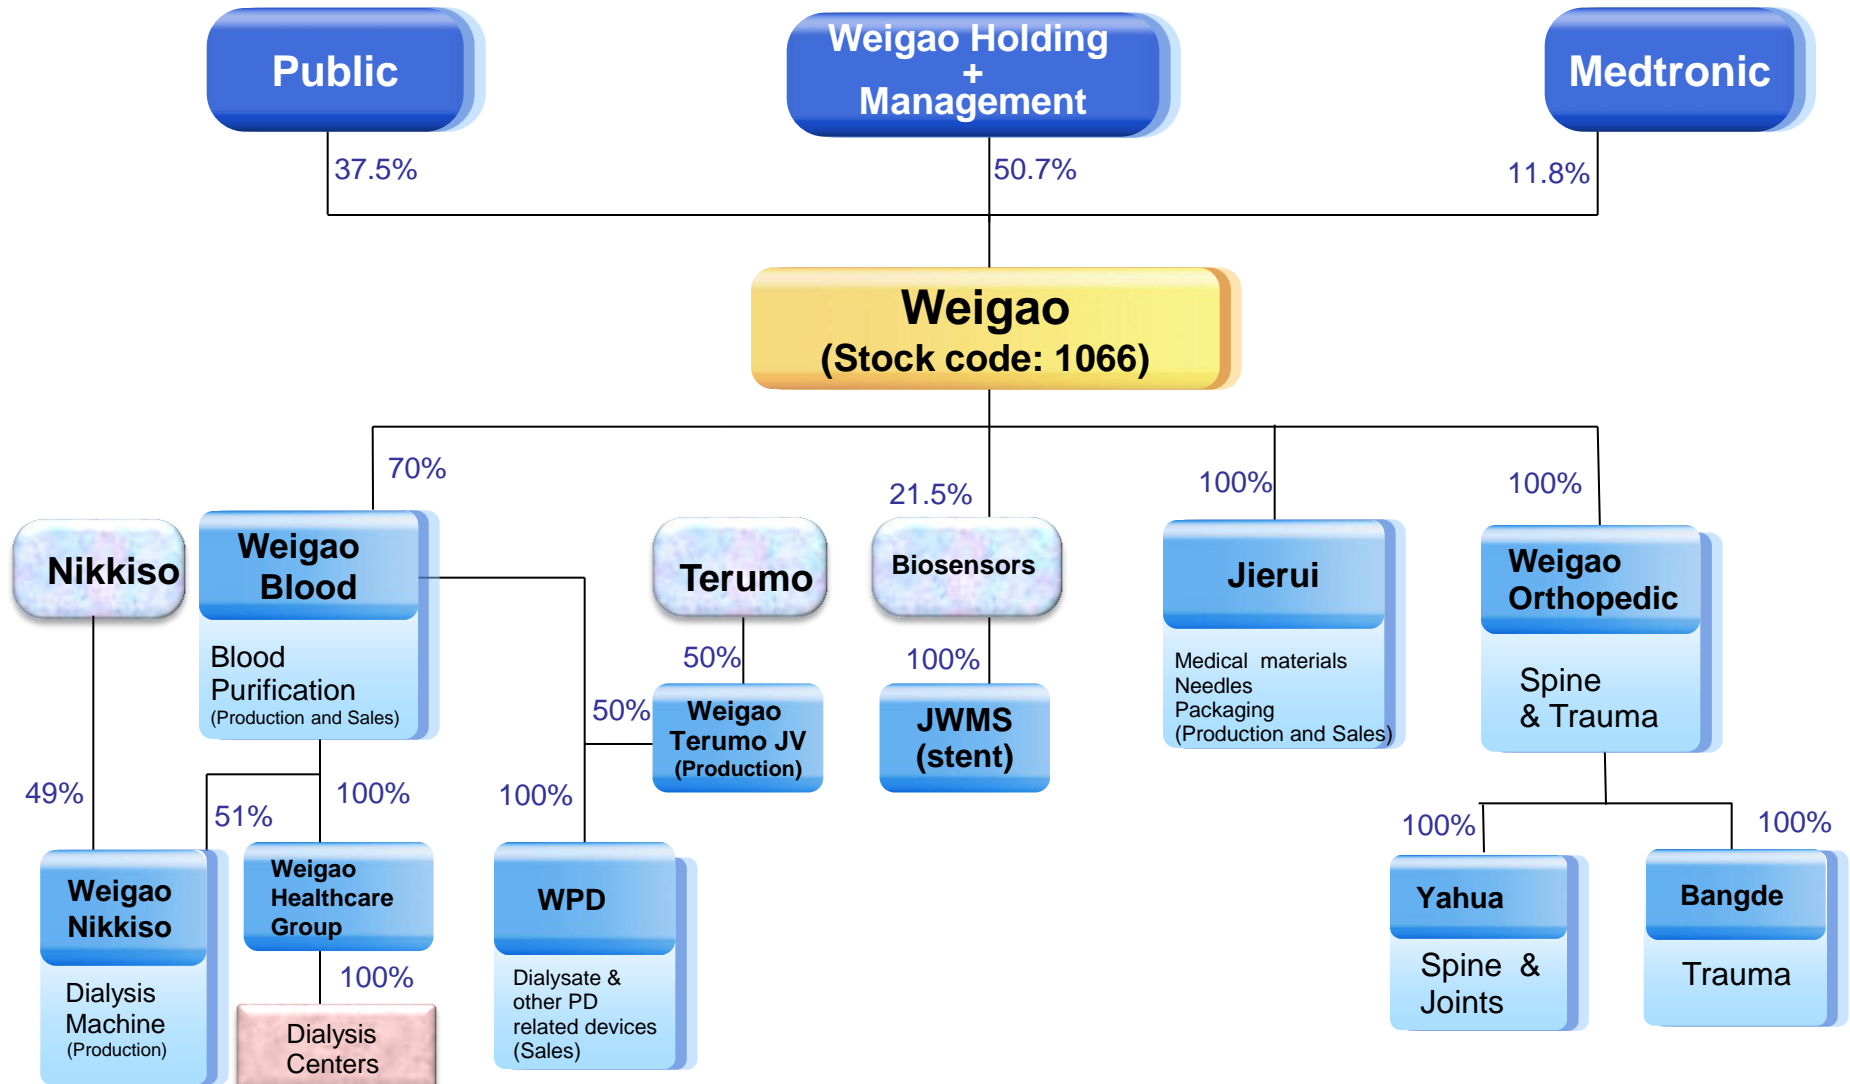 Public
Weigao Holding
+
Management
Medtronic
37.5%
50.7%
11.8%
Weigao
(Stock code: 1066)
70%
21.5%
100%
100%
Nikkiso
Weigao
Blood
Blood
Purification
(Production and Sales)
Terumo
Biosensors
Jierui
Medical materials
Needles
Packaging
(Production and Sales)
Weigao
Orthopedic
Spine
& Trauma
50%
100%
50%
Weigao
Terumo JV
(Production)
JWMS
(stent)
49%
51%
100%
100%
100%
100%
Weigao
Nikkiso
Dialysis
Machine
(Production)
Weigao
Healthcare
Group
100%
Dialysis
Centers
WPD
Dialysate &
other PD
related devices
(Sales)
Yahua
Spine & 
Joints
Bangde
Trauma